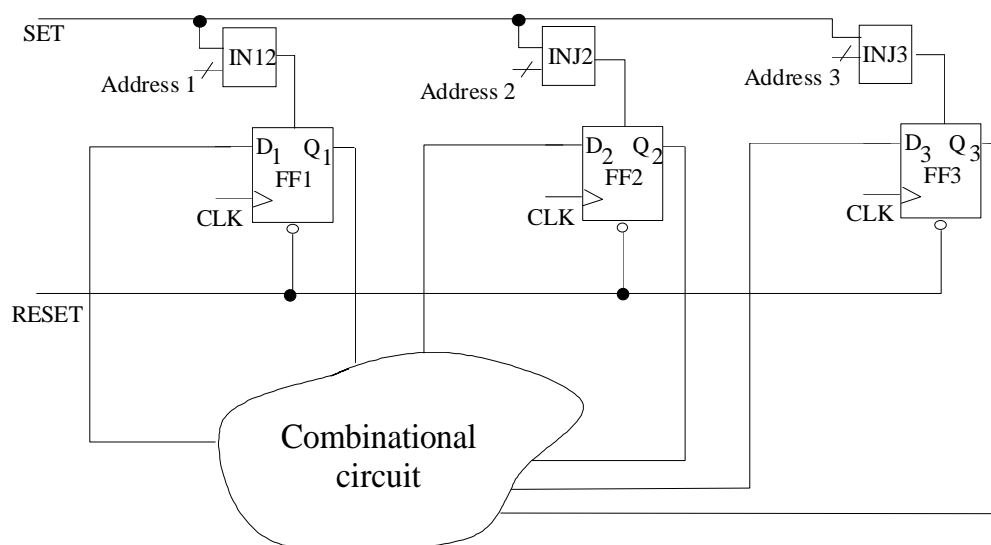 SET
IN12
Address 1
INJ2
Address 2
INJ3
Address 3
D1 Q1
FF1
CLK
D2 Q2
FF2
CLK
D3 Q3
FF3
CLK
RESET
Combinational
circuit